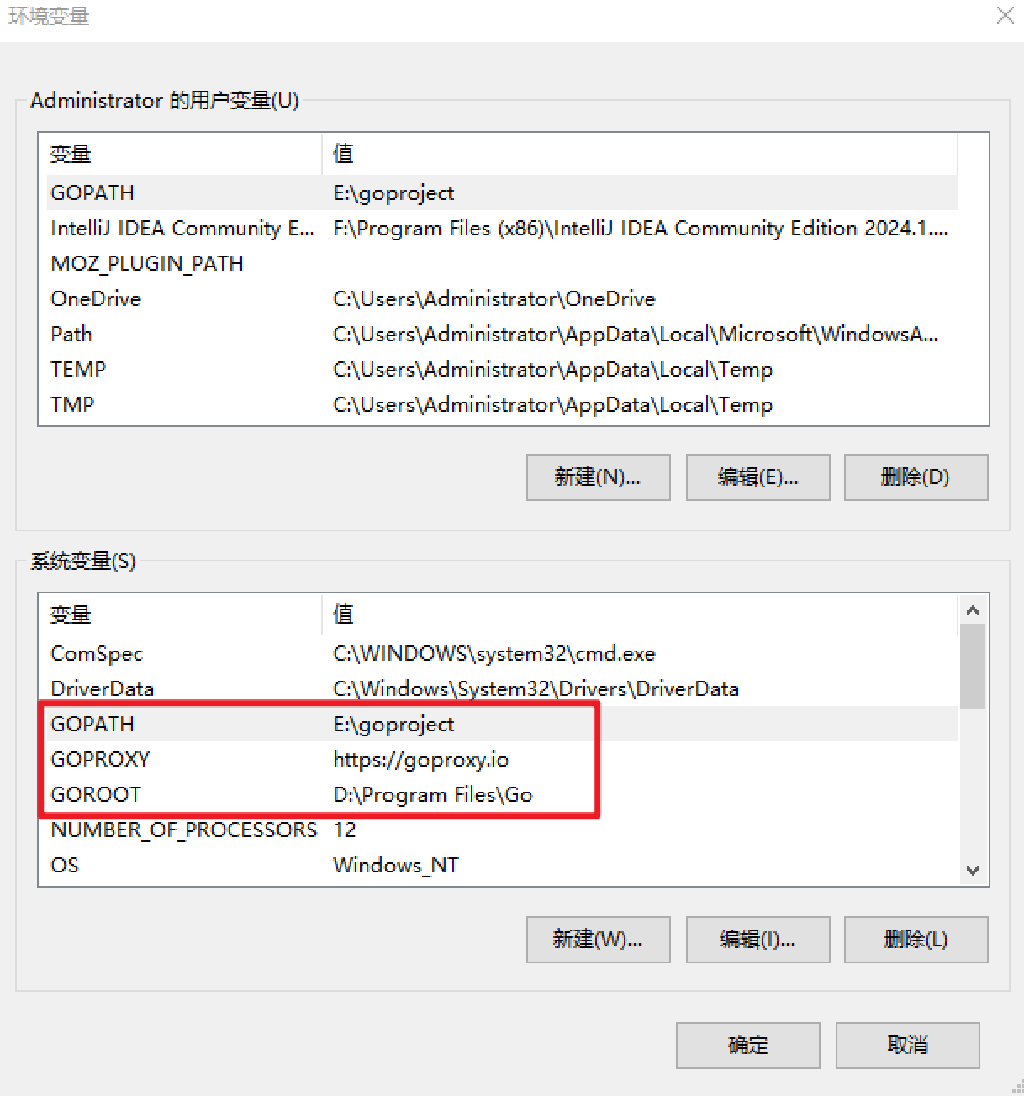 环境变量
Administrator 的用户变量(U)
变量 值
GOPATH E:\goproject
IntelliJ IDEA Community E... F:\Program Files (x86)\IntelliJ IDEA Community Edition 2024.1....
MOZ_PLUGIN_PATH
OneDrive C:\Users\Administrator\OneDrive
Path C:\Users\Administrator\AppData\Local\Microsoft\WindowsA...
TEMP C:\Users\Administrator\AppData\Local\Temp
TMP C:\Users\Administrator\AppData\Local\Temp
新建(N)... 编辑(E)... 删除(D)
系统变量(S)
变量 值
ComSpec C:\WINDOWS\system32\cmd.exe
DriverData C:\Windows\System32\Drivers\DriverData
GOPATH E:\goproject
GOPROXY https://goproxy.io
GOROOT D:\Program Files\Go
NUMBER_OF_PROCESSORS 12
OS Windows_NT
新建(W)... 编辑(I)... 删除(L)
确定 取消